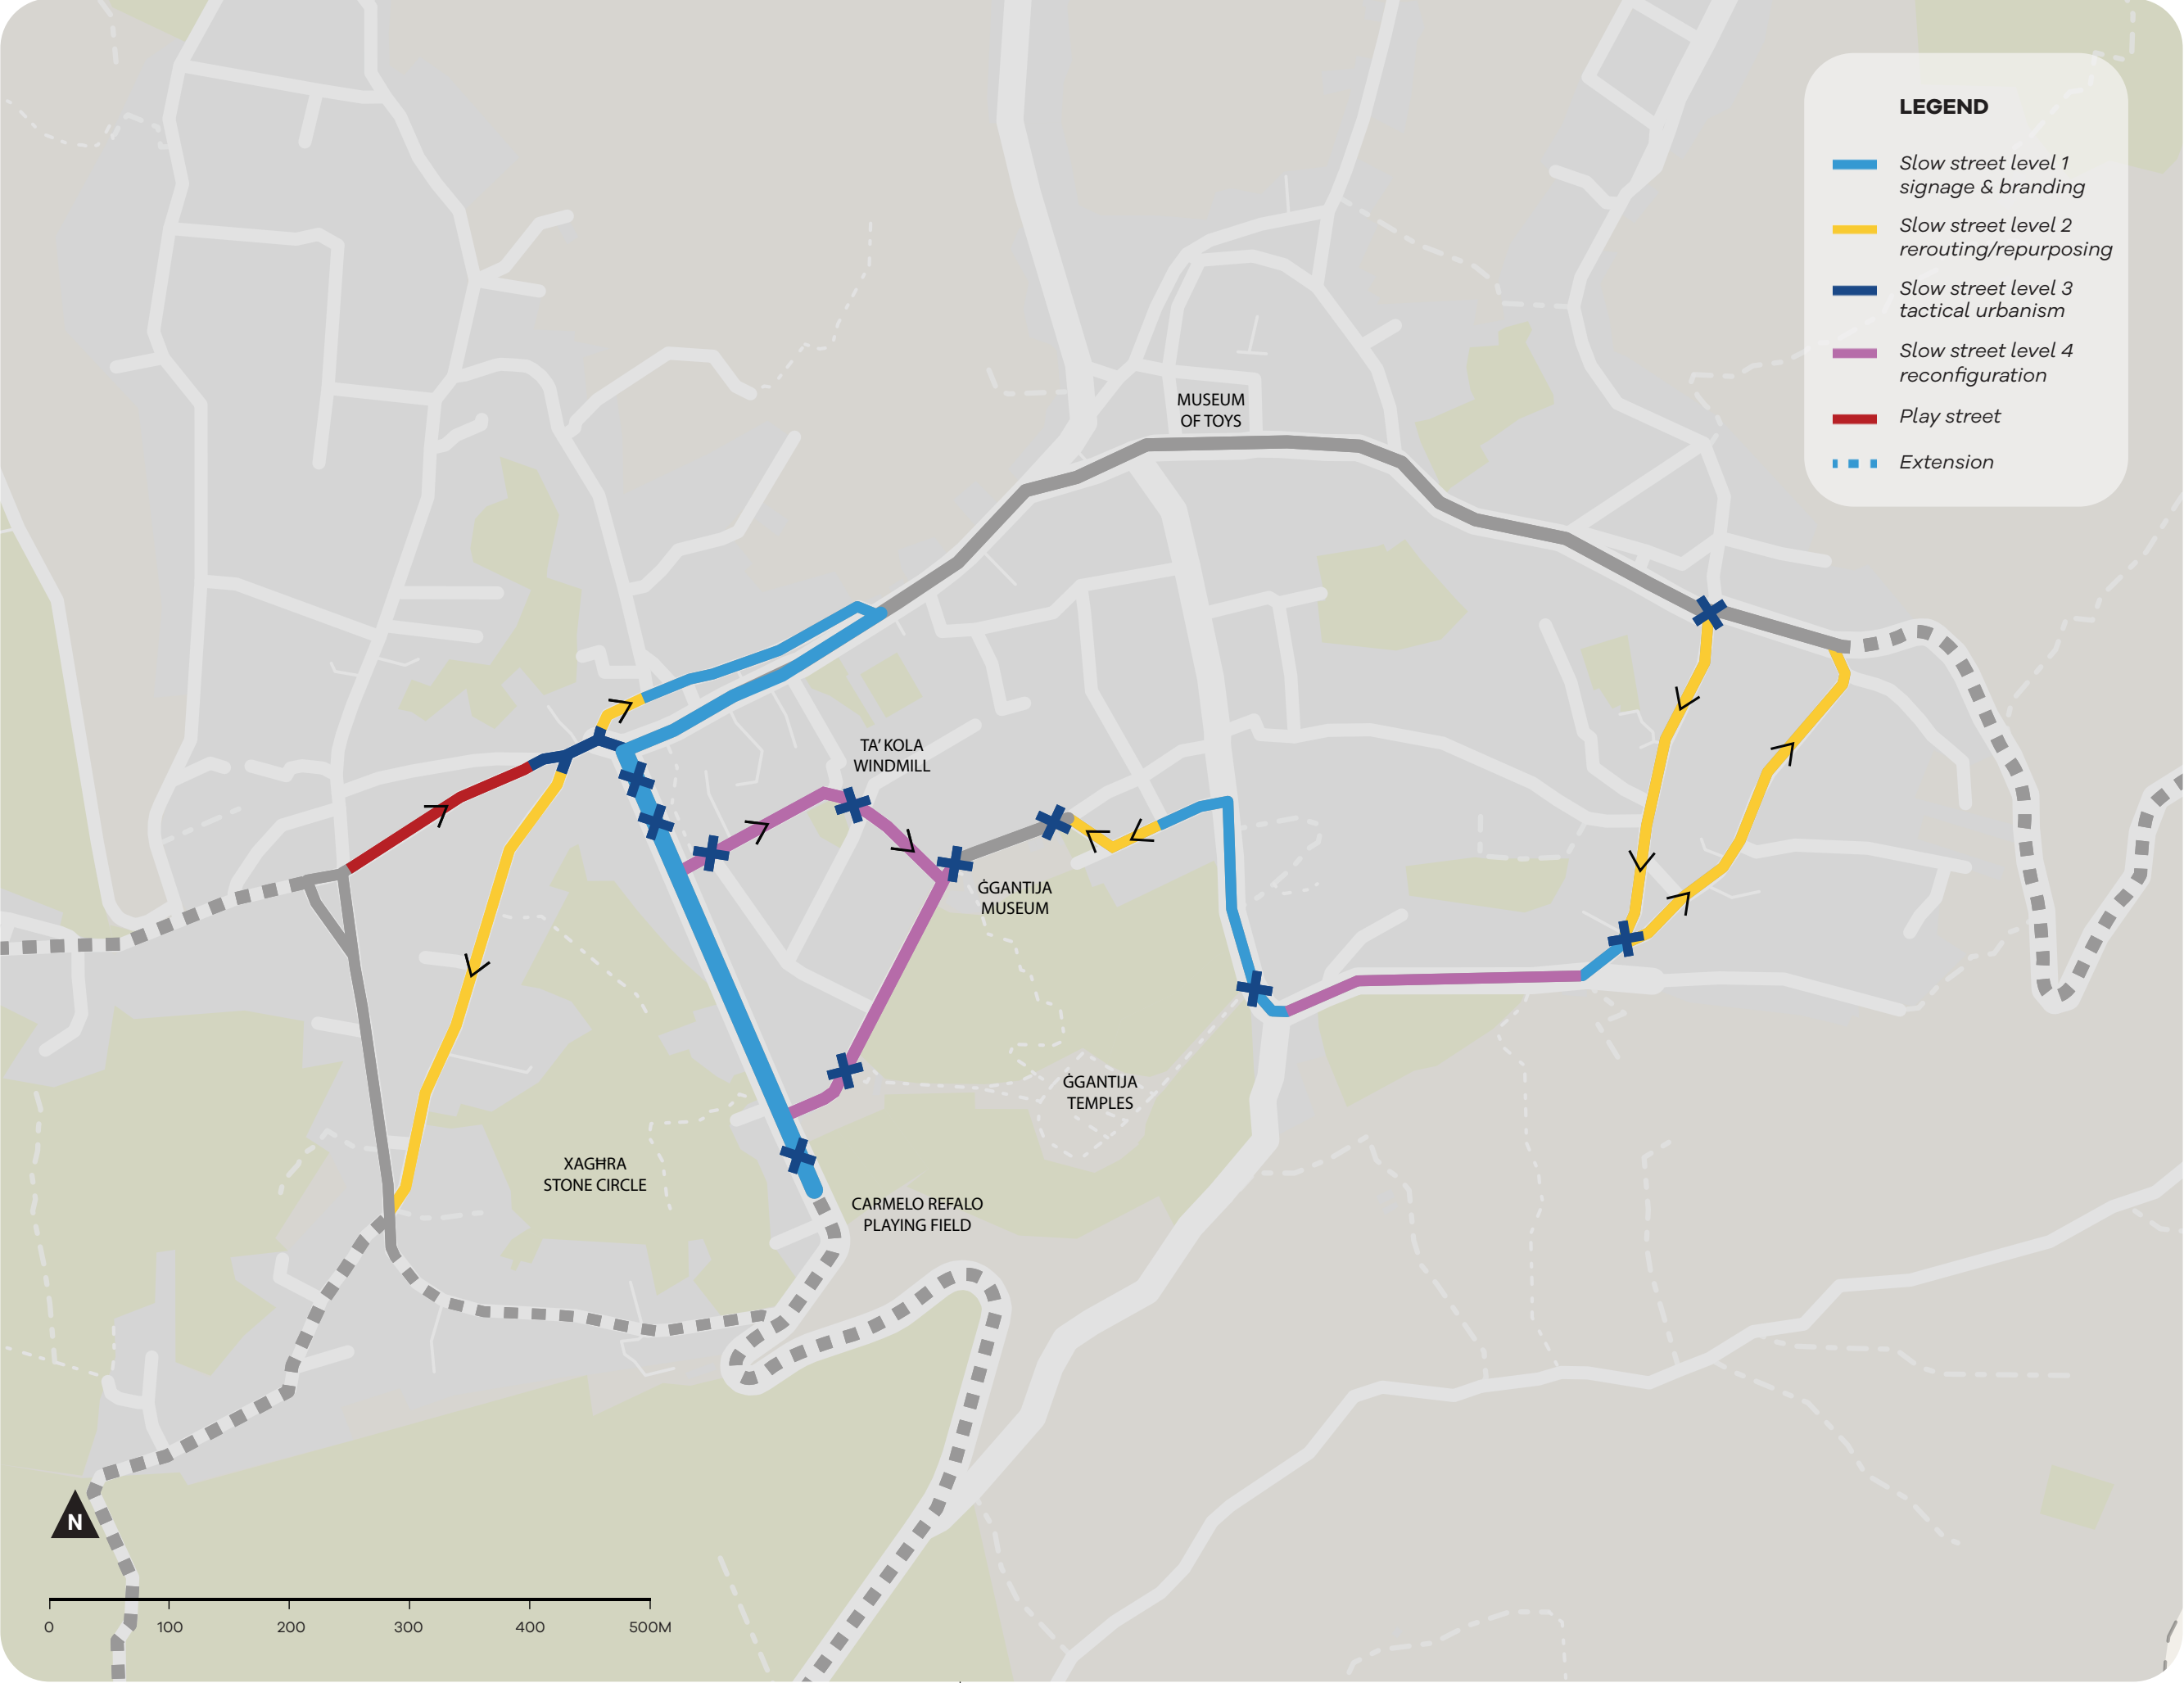 LEGEND
Slow street level 1
signage & branding
Slow street level 2
rerouting/repurposing
Slow street level 3
tactical urbanism
Slow street level 4
reconfiguration
Play street
Extension
MUSEUM
OF TOYS
TA' KOLA
WINDMILL
ĠGANTIJA
MUSEUM
ĠGANTIJA
TEMPLES
XAGĦRA
STONE CIRCLE
CARMELO REFALO
PLAYING FIELD
N
0 100 200 300 400 500M